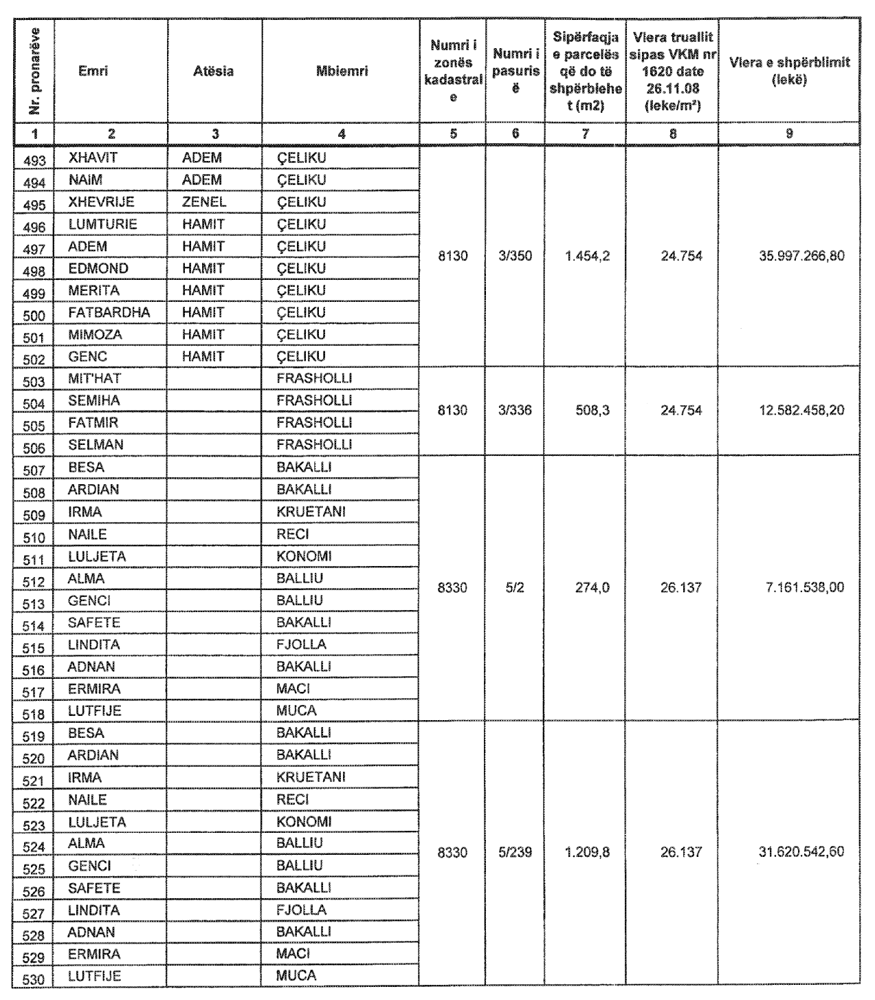 Nr. pronarëve Emri Atësia Mbiemri Numri i zonës kadastrale Numri i pasurisë Sipërfaqja e parcelës që do të shpërblehet (m2) Vlera truallit sipas VKM nr 1620 date 26.11.08 (leke/m²) Vlera e shpërblimit (lekë)
1 2 3 4 5 6 7 8 9
493 XHAVIT ADEM ÇELIKU
494 NAIM ADEM ÇELIKU
495 XHEVRIJE ZENEL ÇELIKU
496 LUMTURIE HAMIT ÇELIKU
497 ADEM HAMIT ÇELIKU
8130 3/350 1.454,2 24.754 35.997.266,80
498 EDMOND HAMIT ÇELIKU
499 MERITA HAMIT ÇELIKU
500 FATBARDHA HAMIT ÇELIKU
501 MIMOZA HAMIT ÇELIKU
502 GENC HAMIT ÇELIKU
503 MIT'HAT FRASHOLLI
504 SEMIHA FRASHOLLI
8130 3/336 508,3 24.754 12.582.458,20
505 FATMIR FRASHOLLI
506 SELMAN FRASHOLLI
507 BESA BAKALLI
508 ARDIAN BAKALLI
509 IRMA KRUETANI
510 NAILE RECI
511 LULJETA KONOMI
512 ALMA BALLIU
8330 5/2 274,0 26.137 7.161.538,00
513 GENCI BALLIU
514 SAFETE BAKALLI
515 LINDITA FJOLLA
516 ADNAN BAKALLI
517 ERMIRA MACI
518 LUTFIJE MUCA
519 BESA BAKALLI
520 ARDIAN BAKALLI
521 IRMA KRUETANI
522 NAILE RECI
523 LULJETA KONOMI
524 ALMA BALLIU
8330 5/239 1.209,8 26.137 31.620.542,60
525 GENCI BALLIU
526 SAFETE BAKALLI
527 LINDITA FJOLLA
528 ADNAN BAKALLI
529 ERMIRA MACI
530 LUTFIJE MUCA